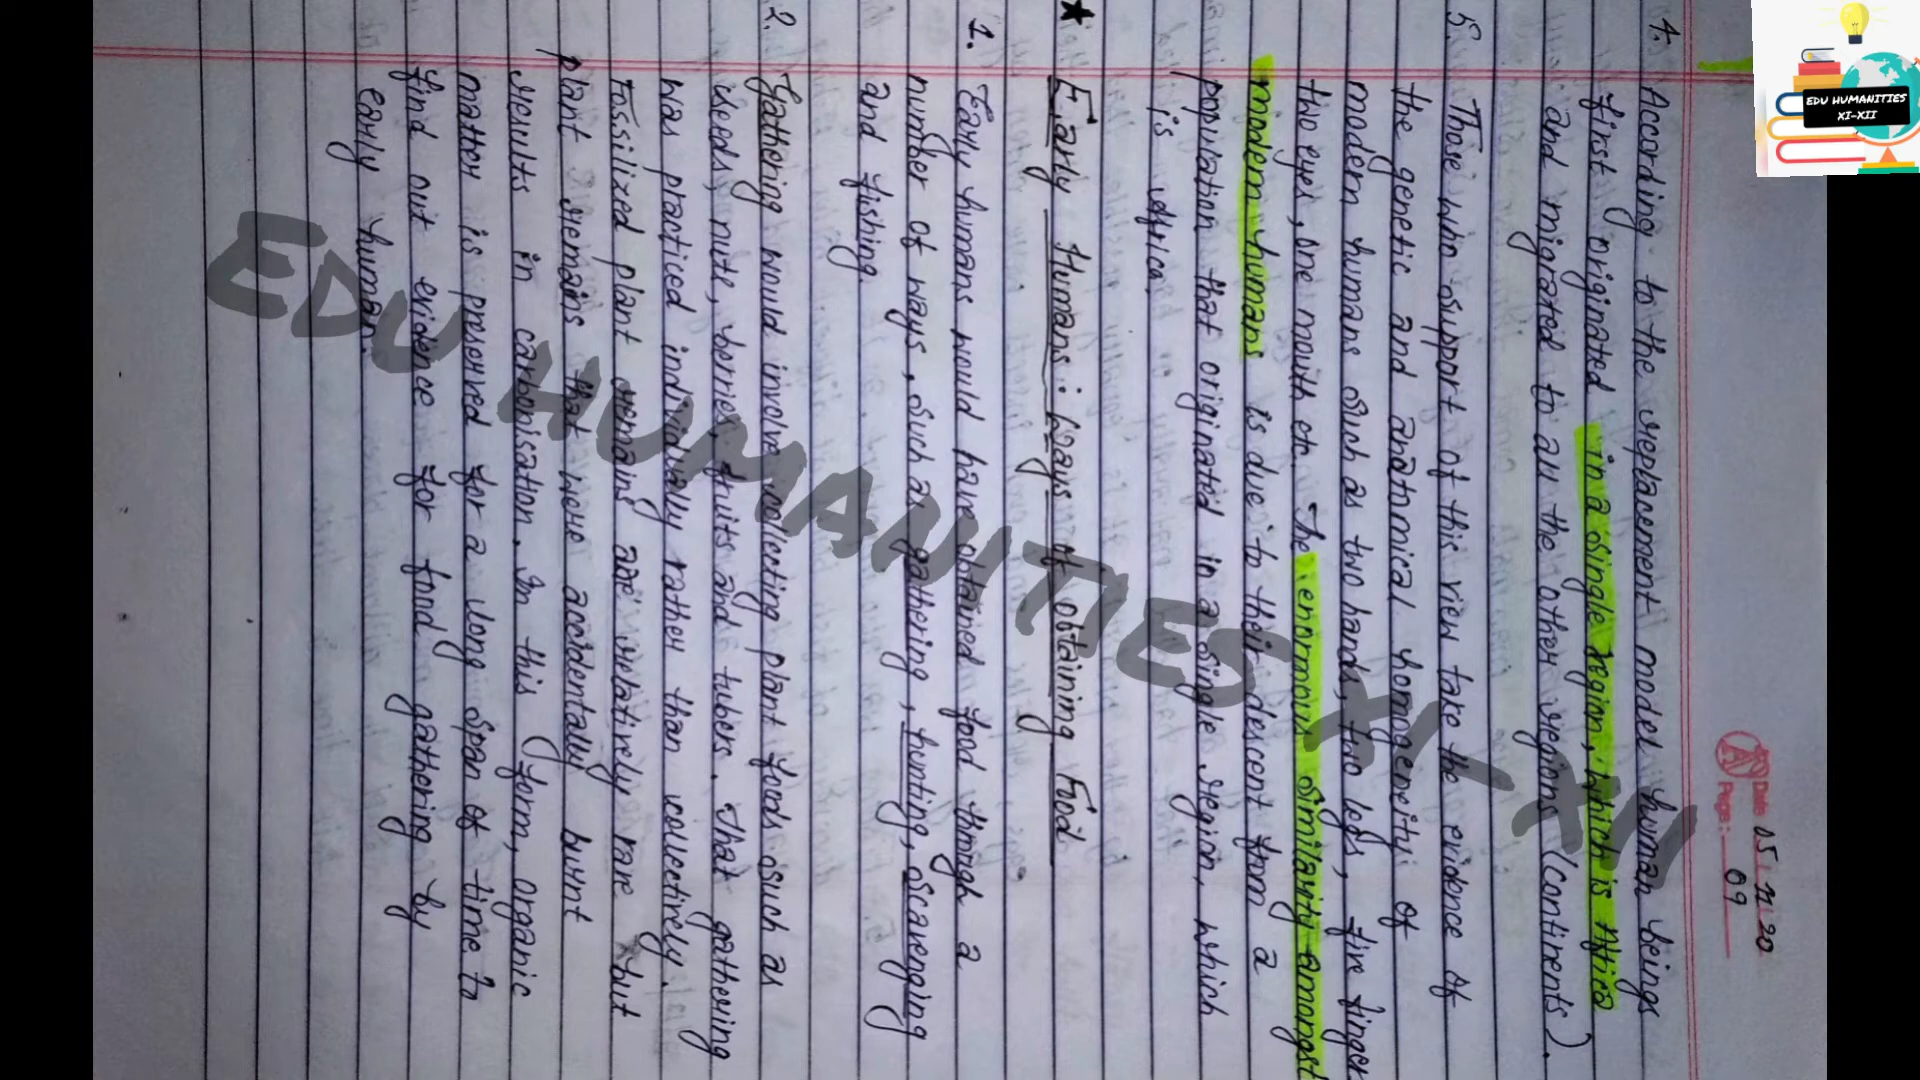 EDU HUMANITIES
XI-XII
Date 05.11.20
Page: 09
4. According to the replacement model human beings
first originated in a single region, which is Africa
and migrated to all the other regions (Continents).
5. Those who support of this view take the evidence of
the genetic and anatomical homogeneity of
modern humans such as two hands, two legs, five finger
two eyes, one mouth etc. The enormous similarity amongst
modern humans is due to their descent from a
population that originated in a single region, which
is Africa.
★ Early Humans: Ways of obtaining Food
1. Early humans would have obtained food through a
number of ways, such as gathering, hunting, scavenging
and fishing.
2. Gathering would involve collecting plant foods such as
seeds, nuts, berries, fruits and tubers. That gathering
was practiced individually rather than collectively.
Fossilized plant remains are relatively rare but
plant remains that were accidentally burnt
results in carbonisation. In this form, organic
matter is preserved for a long span of time to
find out evidence for food gathering by
early human.
EDU HUMANITIES XI-XII